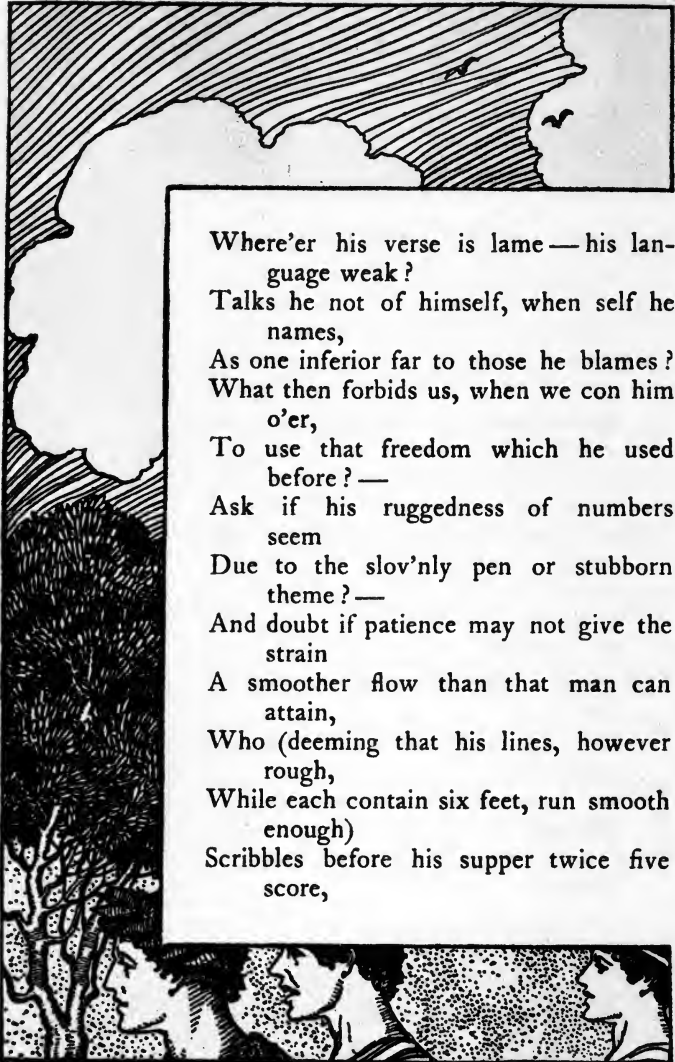 Where'er his verse is lame — his lan-
guage weak?
Talks he not of himself, when self he
names,
As one inferior far to those he blames?
What then forbids us, when we con him
o'er,
To use that freedom which he used
before? —
Ask if his ruggedness of numbers
seem
Due to the slov'nly pen or stubborn
theme? —
And doubt if patience may not give the
strain
A smoother flow than that man can
attain,
Who (deeming that his lines, however
rough,
While each contain six feet, run smooth
enough)
Scribbles before his supper twice five
score,